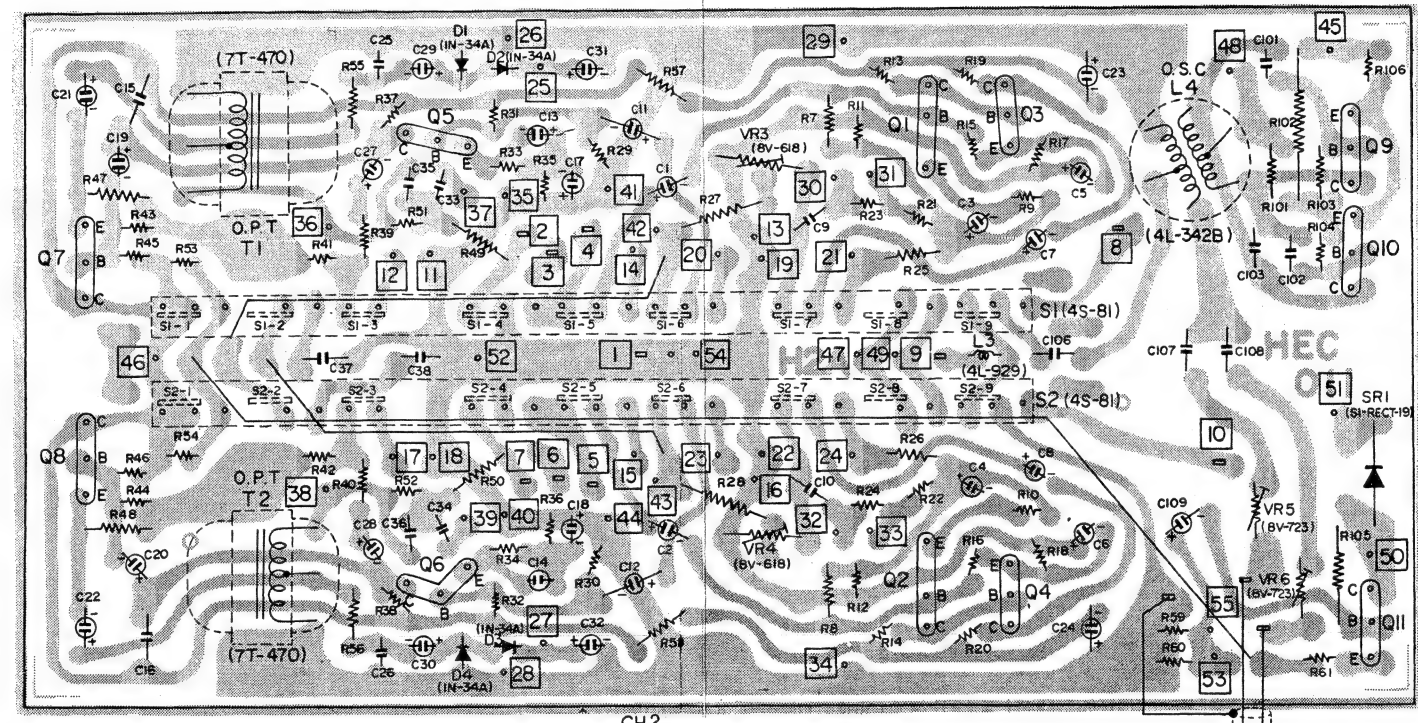 26
45
D1
(IN-34A)
29
48
C101
C25
C29
D2
(IN-34A)
C31
(7T-470)
R55
25
R57
R13
R19
C23
O.S.C
L4
R106
C21
C15
R37
Q5
R31
C13
C11
R7
R11
Q1
C
C
Q3
B
B
R15
R17
R102
E
Q9
B
C19
C27
C
B
E
R33
R35
C17
R29
VR3
(8V-618)
E
E
C5
R101
R103
C
R47
C35
C33
35
41
C1
30
31
R43
R51
37
R27
R23
R21
C3
R9
(4L-342B)
R104
E
Q10
E
36
2
4
42
13
C9
8
O.P.T
T1
R39
R41
R45
R53
R49
3
14
20
19
21
R25
C7
C103
C102
B
C
Q7
B
C
12
11
S1-1
S1-2
S1-3
S1-4
S1-5
S1-6
S1-7
S1-8
S1-9
S1(4S-81)
46
C37
C38
52
1
54
47
49
9
L3
(4L-929)
C106
C107
C108
HEC
51
S2-1
S2-2
S2-3
S2-4
S2-5
S2-6
S2-7
S2-8
S2-9
S2(4S-81)
SR1
(SI-RECT-19)
C
Q8
B
E
R54
R46
R44
R48
R42
R40
17
18
7
6
5
15
23
22
24
R26
C8
10
O.P.T
T2
38
R52
R50
R28
16
C10
C4
R22
R24
R10
C28
C36
C34
39
40
R36
C18
44
43
C2
32
33
C6
C109
VR5
(8V-723)
C20
R34
R30
VR4
(8V-618)
R16
R18
R105
50
Q6
E
B
C14
C12
Q2
E
B
C
E
B
C
Q4
VR6
(8V-723)
C22
R38
R32
R8
R12
55
C
B
E
Q11
C16
(7T-470)
R56
C26
C30
(IN-34A)
27
C32
R14
R20
C24
R59
R60
D4
(IN-34A)
28
34
53
R61
CH2